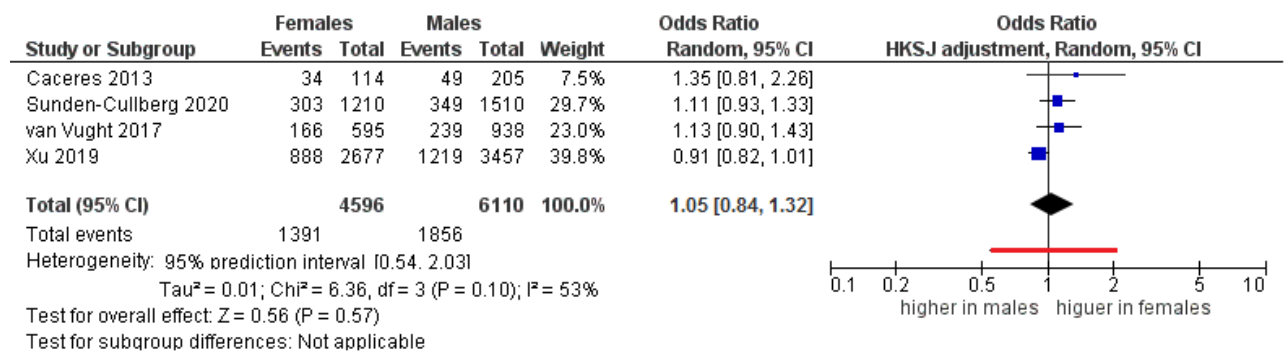 Females Males Odds Ratio Odds Ratio
Study or Subgroup Events Total Events Total Weight Random, 95% CI HKSJ adjustment, Random, 95% CI
Caceres 2013 34 114 49 205 7.5% 1.35 [0.81, 2.26]
Sunden-Cullberg 2020 303 1210 349 1510 29.7% 1.11 [0.93, 1.33]
van Vught 2017 166 595 239 938 23.0% 1.13 [0.90, 1.43]
Xu 2019 888 2677 1219 3457 39.8% 0.91 [0.82, 1.01]
Total (95% CI) 4596 6110 100.0% 1.05 [0.84, 1.32]
Total events 1391 1856
Heterogeneity: 95% prediction interval [0.54, 2.03]
Tau² = 0.01; Chi² = 6.36, df = 3 (P = 0.10); I² = 53%
Test for overall effect: Z = 0.56 (P = 0.57)
Test for subgroup differences: Not applicable
0.1 0.2 0.5 1 2 5 10
higher in males higuer in females